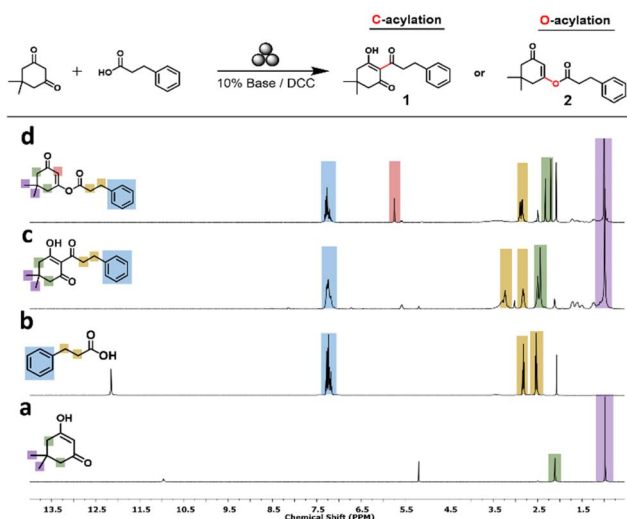 C-acylation
O-acylation
O
O
+
O
HO
10% Base / DCC
OH
O
O
1
or
O
O
O
2
d
O
O
O
c
OH
O
O
b
O
OH
a
OH
O
13.5
12.5
11.5
10.5
9.5
8.5
7.5
6.5
5.5
4.5
3.5
2.5
1.5
Chemical Shift (PPM)